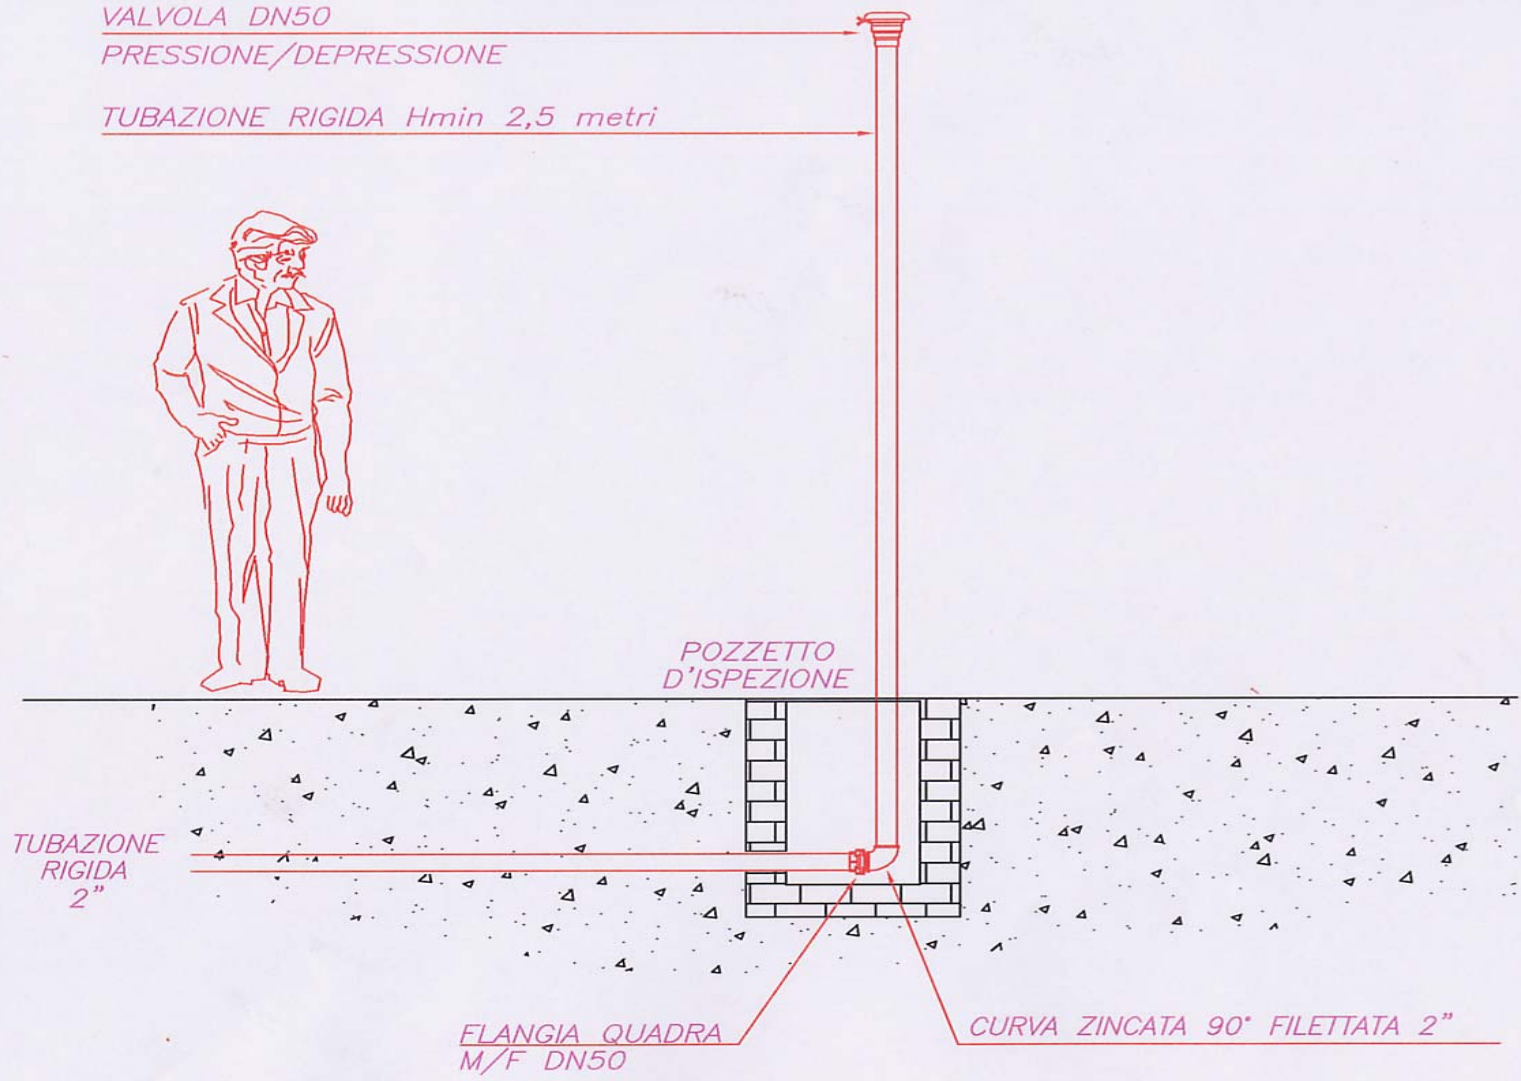 VALVOLA DN50
PRESSIONE/DEPRESSIONE
TUBAZIONE RIGIDA Hmin 2,5 metri
POZZETTO
D'ISPEZIONE
TUBAZIONE
RIGIDA
2"
FLANGIA QUADRA
M/F DN50
CURVA ZINCATA 90° FILETTATA 2"